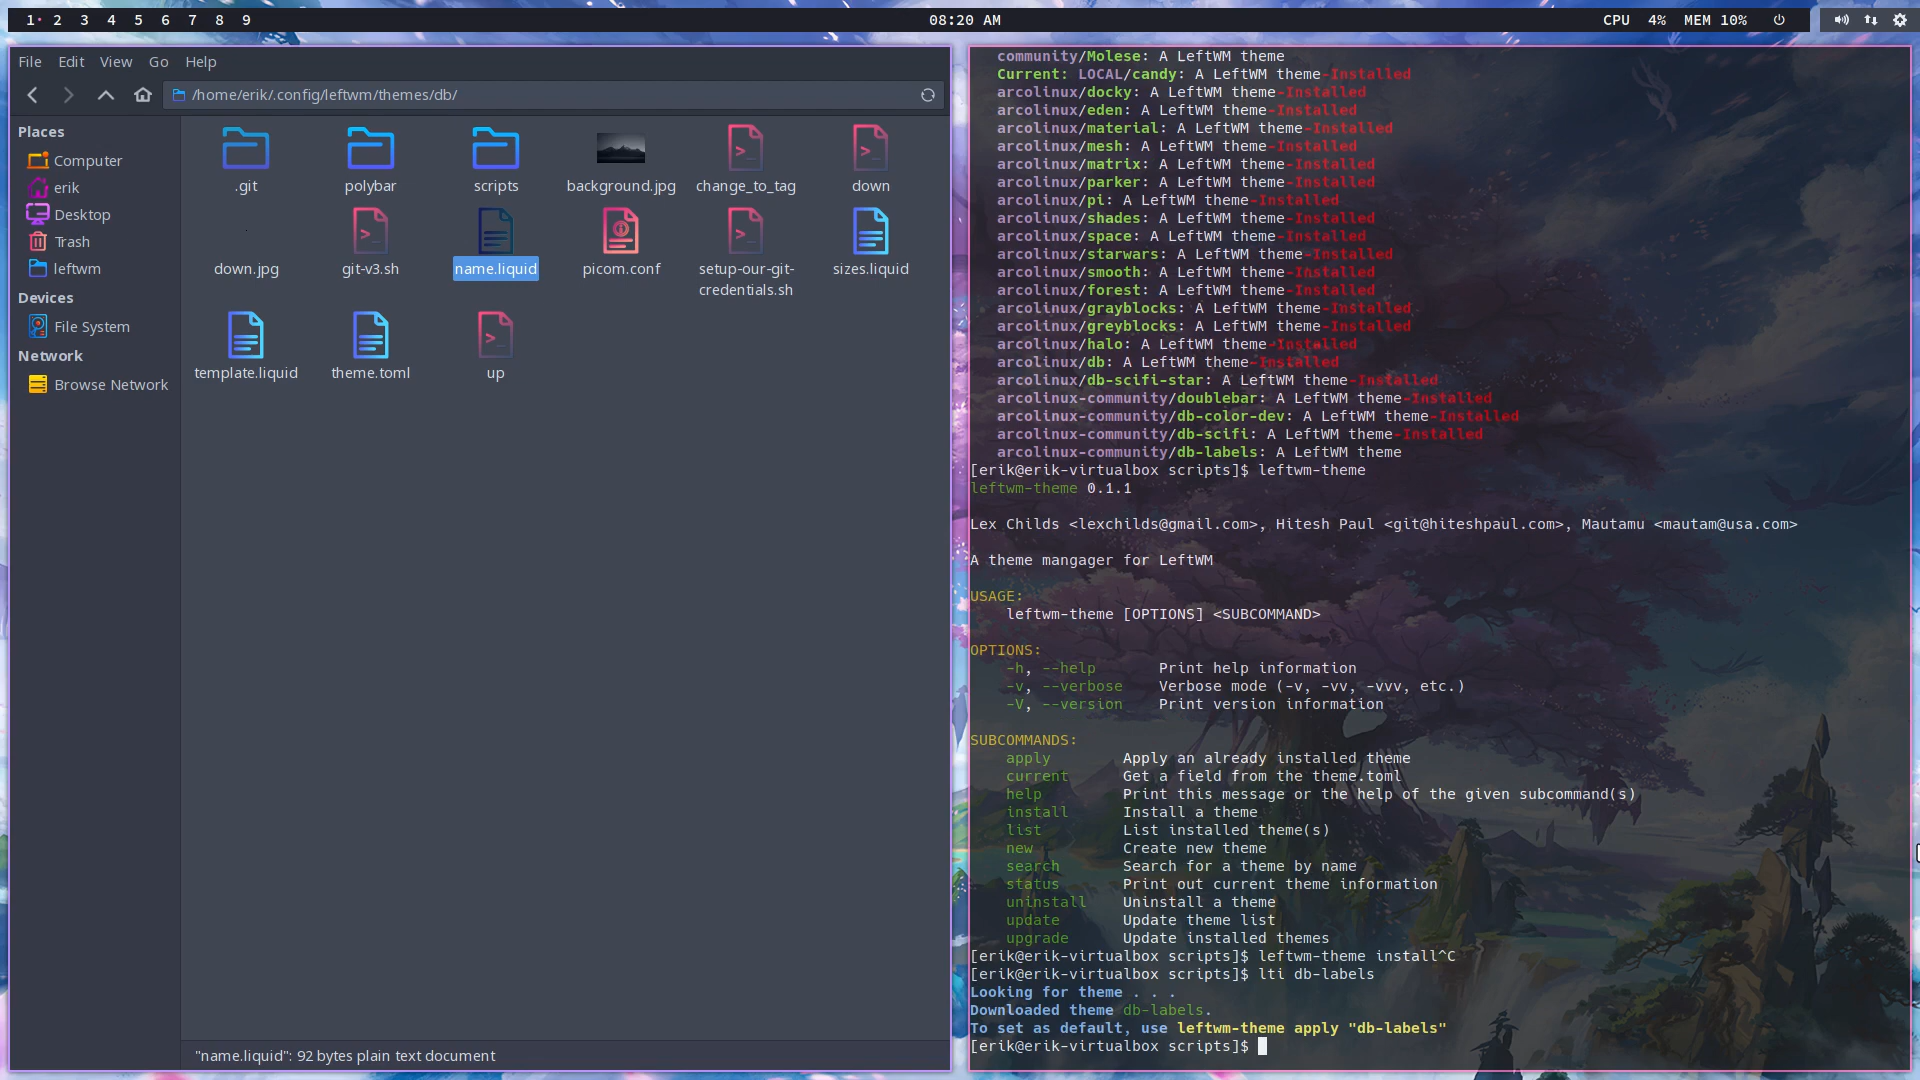 1 2 3 4 5 6 7 8 9
08:20 AM
CPU 4% MEM 10%
File Edit View Go Help
/home/erik/.config/leftwm/themes/db/
Places
Computer
erik
Desktop
Trash
leftwm
Devices
File System
Network
Browse Network
.git
polybar
scripts
background.jpg
change_to_tag
down
down.jpg
git-v3.sh
name.liquid
picom.conf
setup-our-git-
credentials.sh
sizes.liquid
template.liquid
theme.toml
up
"name.liquid": 92 bytes plain text document
community/Molese: A LeftWM theme
Current: LOCAL/candy: A LeftWM theme-Installed
arcolinux/docky: A LeftWM theme-Installed
arcolinux/eden: A LeftWM theme-Installed
arcolinux/material: A LeftWM theme-Installed
arcolinux/mesh: A LeftWM theme-Installed
arcolinux/matrix: A LeftWM theme-Installed
arcolinux/parker: A LeftWM theme-Installed
arcolinux/pi: A LeftWM theme-Installed
arcolinux/shades: A LeftWM theme-Installed
arcolinux/space: A LeftWM theme-Installed
arcolinux/starwars: A LeftWM theme-Installed
arcolinux/smooth: A LeftWM theme-Installed
arcolinux/forest: A LeftWM theme-Installed
arcolinux/grayblocks: A LeftWM theme-Installed
arcolinux/greyblocks: A LeftWM theme-Installed
arcolinux/halo: A LeftWM theme-Installed
arcolinux/db: A LeftWM theme-Installed
arcolinux/db-scifi-star: A LeftWM theme-Installed
arcolinux-community/doublebar: A LeftWM theme-Installed
arcolinux-community/db-color-dev: A LeftWM theme-Installed
arcolinux-community/db-scifi: A LeftWM theme-Installed
arcolinux-community/db-labels: A LeftWM theme
[erik@erik-virtualbox scripts]$ leftwm-theme
leftwm-theme 0.1.1
Lex Childs <lexchilds@gmail.com>, Hitesh Paul <git@hiteshpaul.com>, Mautamu <mautam@usa.com>
A theme mangager for LeftWM
USAGE:
leftwm-theme [OPTIONS] <SUBCOMMAND>
OPTIONS:
-h, --help Print help information
-v, --verbose Verbose mode (-v, -vv, -vvv, etc.)
-V, --version Print version information
SUBCOMMANDS:
apply Apply an already installed theme
current Get a field from the theme.toml
help Print this message or the help of the given subcommand(s)
install Install a theme
list List installed theme(s)
new Create new theme
search Search for a theme by name
status Print out current theme information
uninstall Uninstall a theme
update Update theme list
upgrade Update installed themes
[erik@erik-virtualbox scripts]$ leftwm-theme install^C
[erik@erik-virtualbox scripts]$ lti db-labels
Looking for theme . . .
Downloaded theme db-labels.
To set as default, use leftwm-theme apply "db-labels"
[erik@erik-virtualbox scripts]$